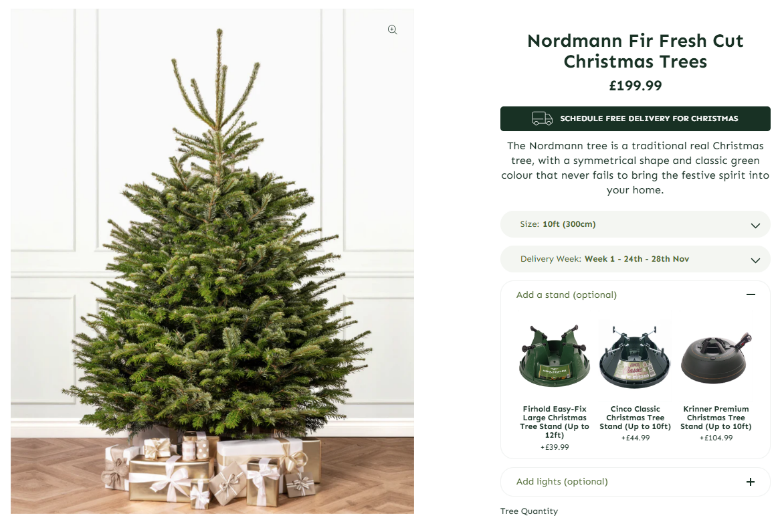 Nordmann Fir Fresh Cut
Christmas Trees
£199.99
SCHEDULE FREE DELIVERY FOR CHRISTMAS
The Nordmann tree is a traditional real Christmas
tree, with a symmetrical shape and classic green
colour that never fails to bring the festive spirit into
your home.
Size: 10ft (300cm)
Delivery Week: Week 1 - 24th - 28th Nov
Add a stand (optional)
Firhold Easy-Fix
Large Christmas
Tree Stand (Up to
12ft)
+£39.99
Cinco Classic
Christmas Tree
Stand (Up to 10ft)
+£44.99
Krinner Premium
Christmas Tree
Stand (Up to 10ft)
+£104.99
Add lights (optional)
Tree Quantity